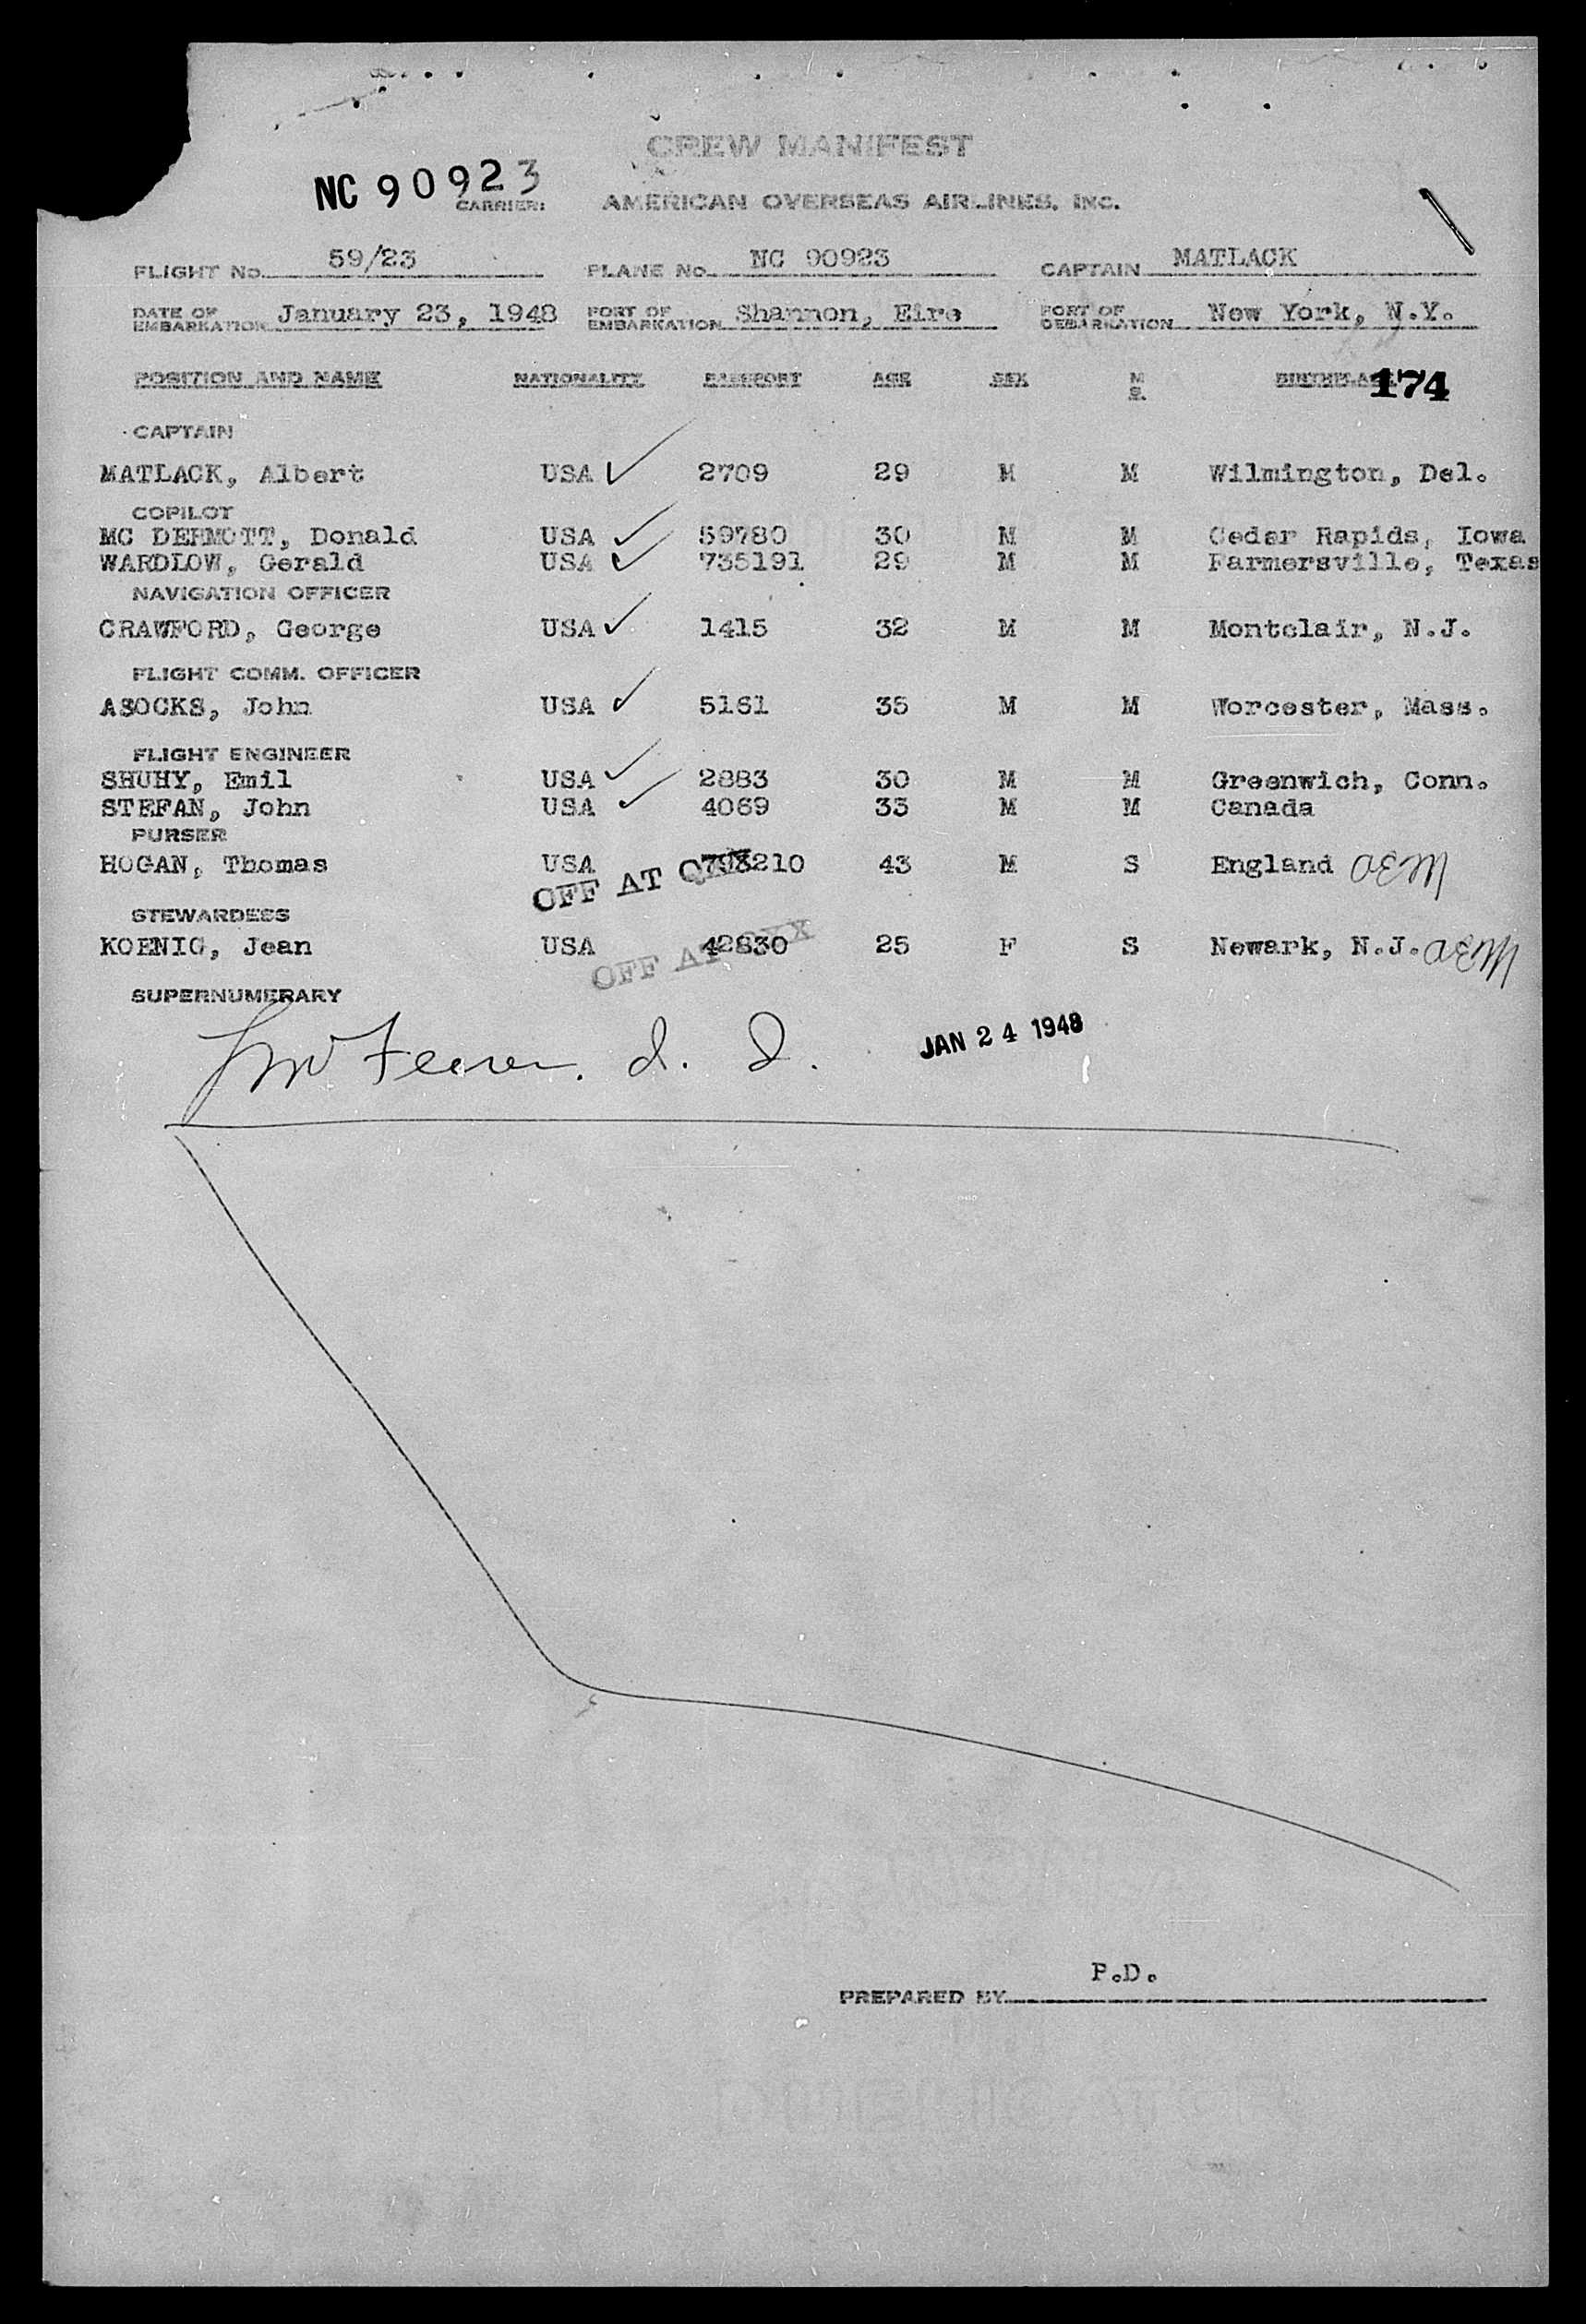 CREW MANIFEST
NC 90923
CARRIER: AMERICAN OVERSEAS AIRLINES, INC.
FLIGHT No. 59/23 PLANE No. NC 90923 CAPTAIN MATLACK
DATE OF EMBARKATION January 23, 1948 PORT OF EMBARKATION Shannon, Eire PORT OF DEBARKATION New York, N.Y.
POSITION AND NAME NATIONALITY PASSPORT AGE SEX M S. BIRTHPLACE 174
CAPTAIN
MATLACK, Albert USA 2709 29 M M Wilmington, Del.
COPILOT
MC DERMOTT, Donald USA 59780 30 M M Cedar Rapids, Iowa
WARDLOW, Gerald USA 735191 29 M M Farmersville, Texas
NAVIGATION OFFICER
CRAWFORD, George USA 1415 32 M M Montclair, N.J.
FLIGHT COMM. OFFICER
ASOCKS, John USA 5161 35 M M Worcester, Mass.
FLIGHT ENGINEER
SHUHY, Emil USA 2883 30 M M Greenwich, Conn.
STEFAN, John USA 4069 33 M M Canada
PURSER
HOGAN, Thomas USA 793210 43 M S England
OFF AT QXX
STEWARDESS
KOENIG, Jean USA 42830 25 F S Newark, N.J.
OFF AT QXX
SUPERNUMERARY
JAN 24 1948
P.D.
PREPARED BY